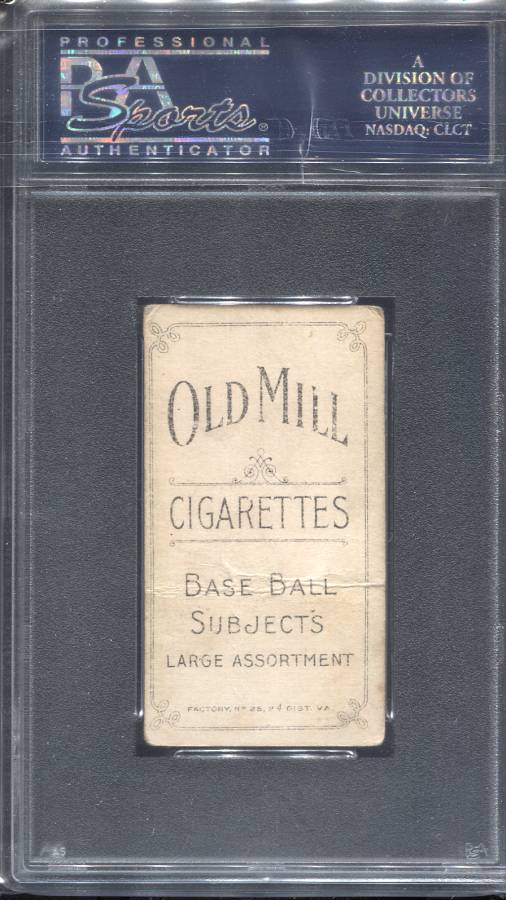 PROFESSIONAL
PSA
Sports®
AUTHENTICATOR
A
DIVISION OF
COLLECTORS
UNIVERSE
NASDAQ: CLCT
OLD MILL
CIGARETTES
BASE BALL
SUBJECTS
LARGE ASSORTMENT
FACTORY, Nº 25, 2d DIST. VA.
PSA